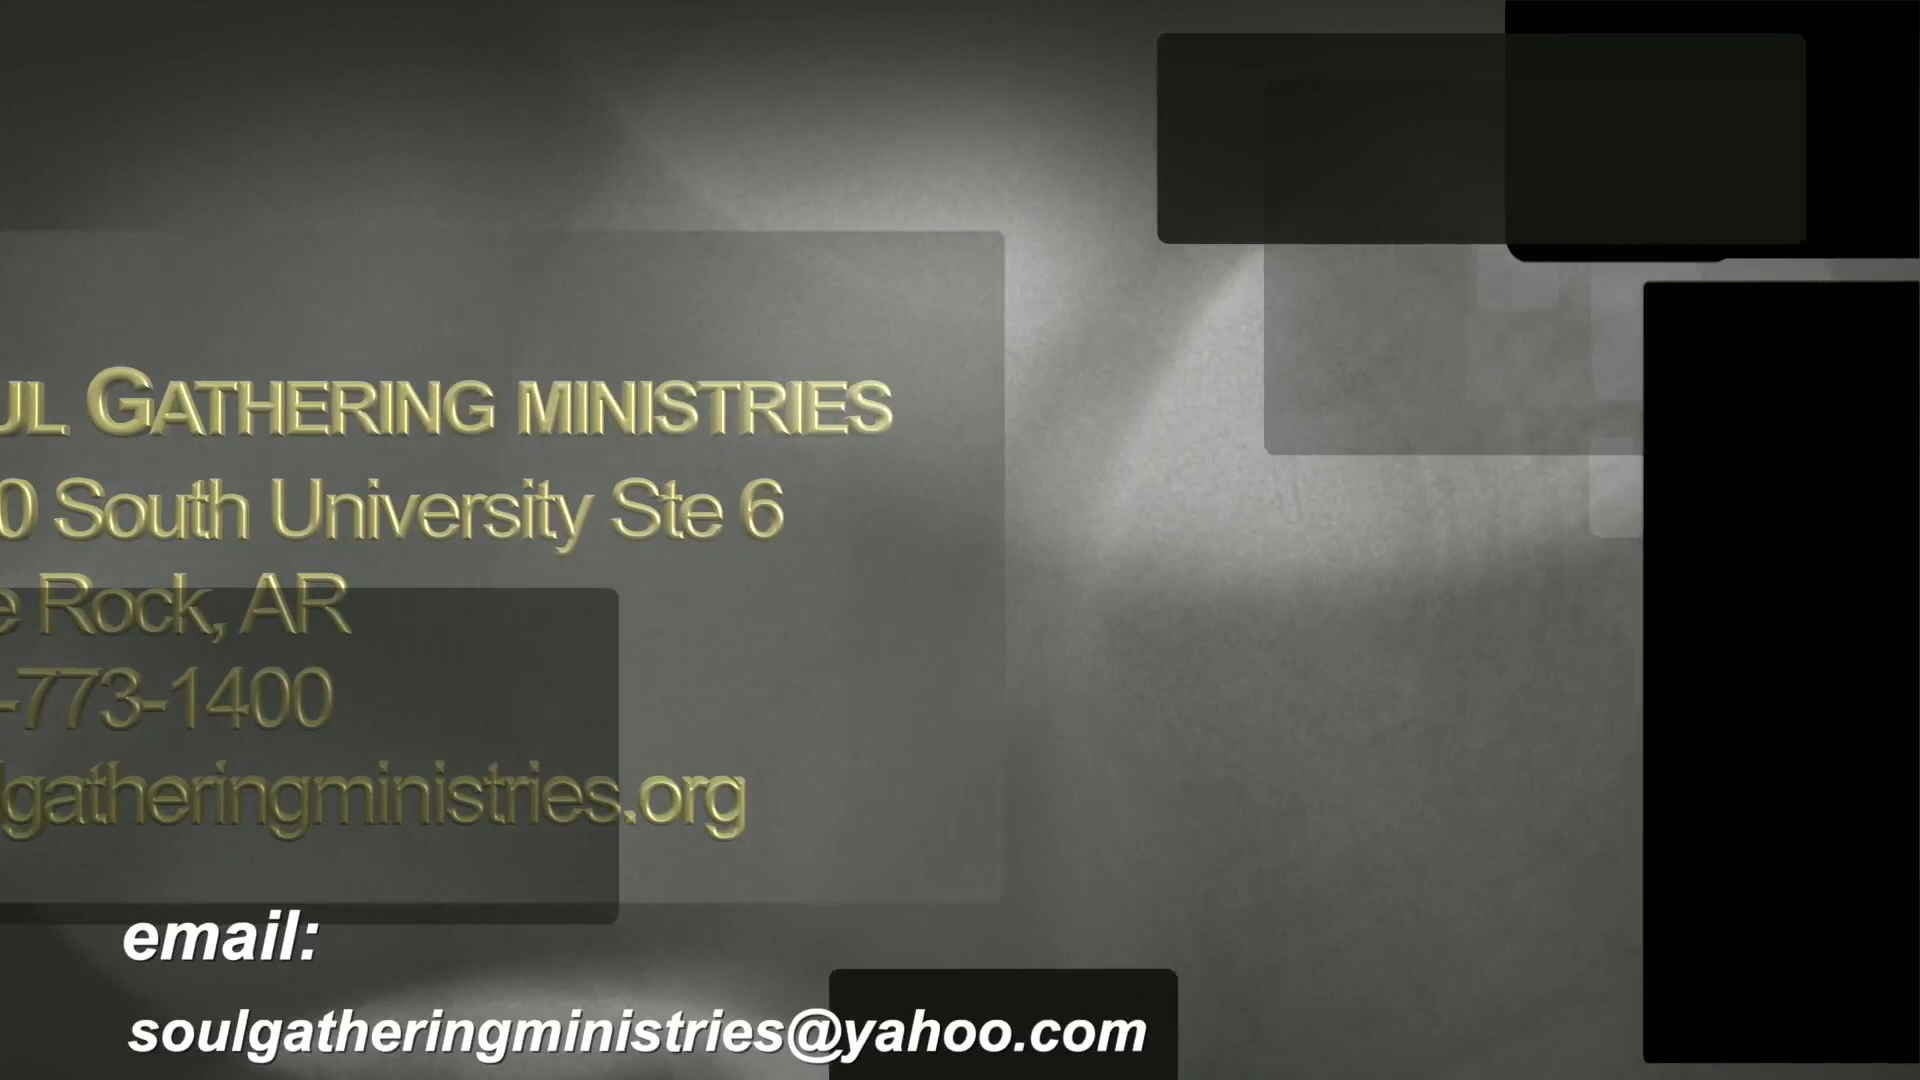 UL GATHERING MINISTRIES
0 South University Ste 6
e Rock, AR
-773-1400
lgatheringministries.org
email:
soulgatheringministries@yahoo.com